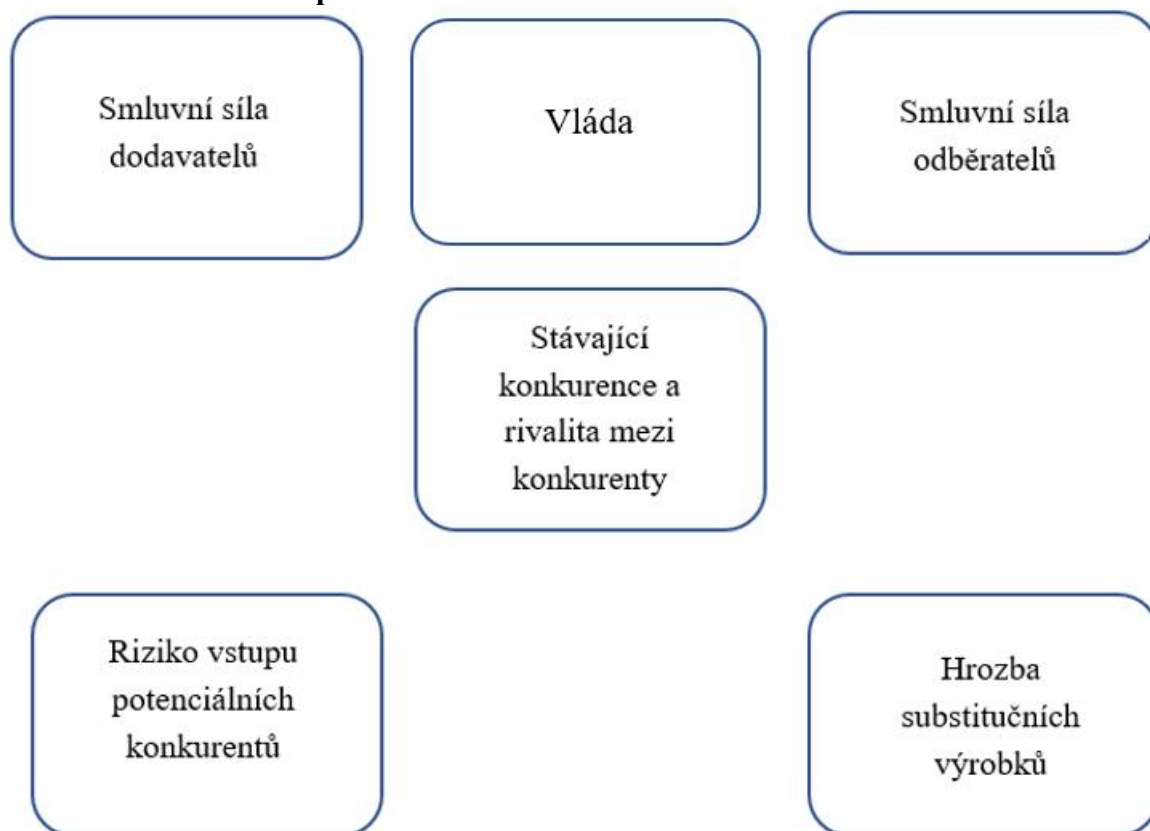 Smluvní síla
dodavatelů
Vláda
Smluvní síla
odběratelů
Stávající
konkurence a
rivalita mezi
konkurenty
Riziko vstupu
potenciálních
konkurentů
Hrozba
substitučních
výrobků